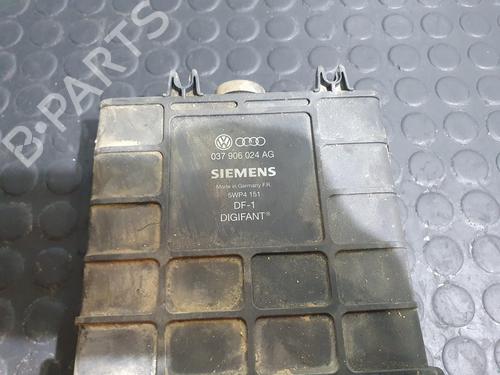 B-PARTS
037 906 024 AG
SIEMENS
Made in Germany F.R.
5WP4 151
DF-1
DIGIFANT®